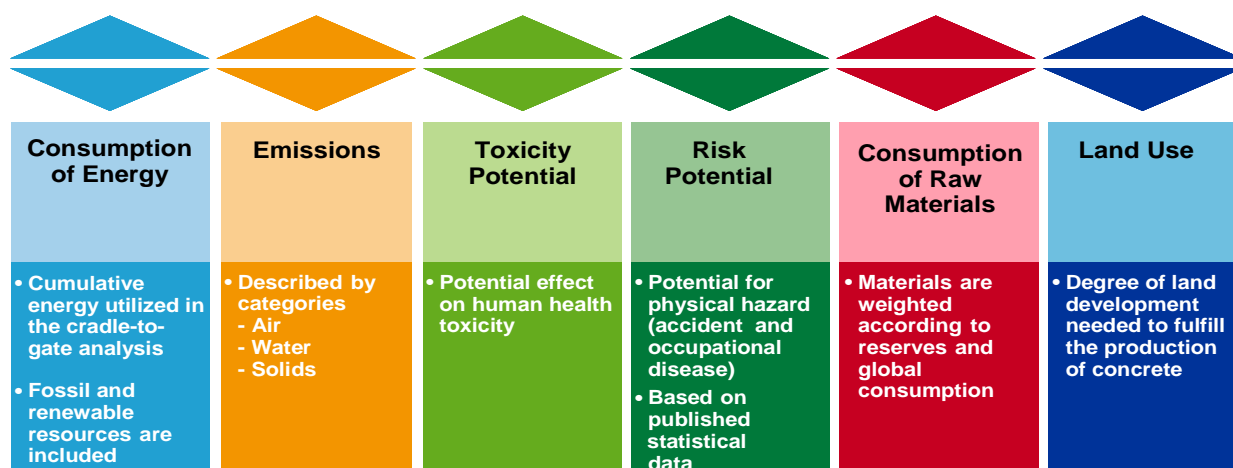 Consumption
of Energy
• Cumulative
energy utilized in
the cradle-to-
gate analysis
• Fossil and
renewable
resources are
included
Emissions
• Described by
categories
- Air
- Water
- Solids
Toxicity
Potential
• Potential effect
on human health
toxicity
Risk
Potential
• Potential for
physical hazard
(accident and
occupational
disease)
• Based on
published
statistical
data
Consumption
of Raw
Materials
• Materials are
weighted
according to
reserves and
global
consumption
Land Use
• Degree of land
development
needed to fulfill
the production
of concrete